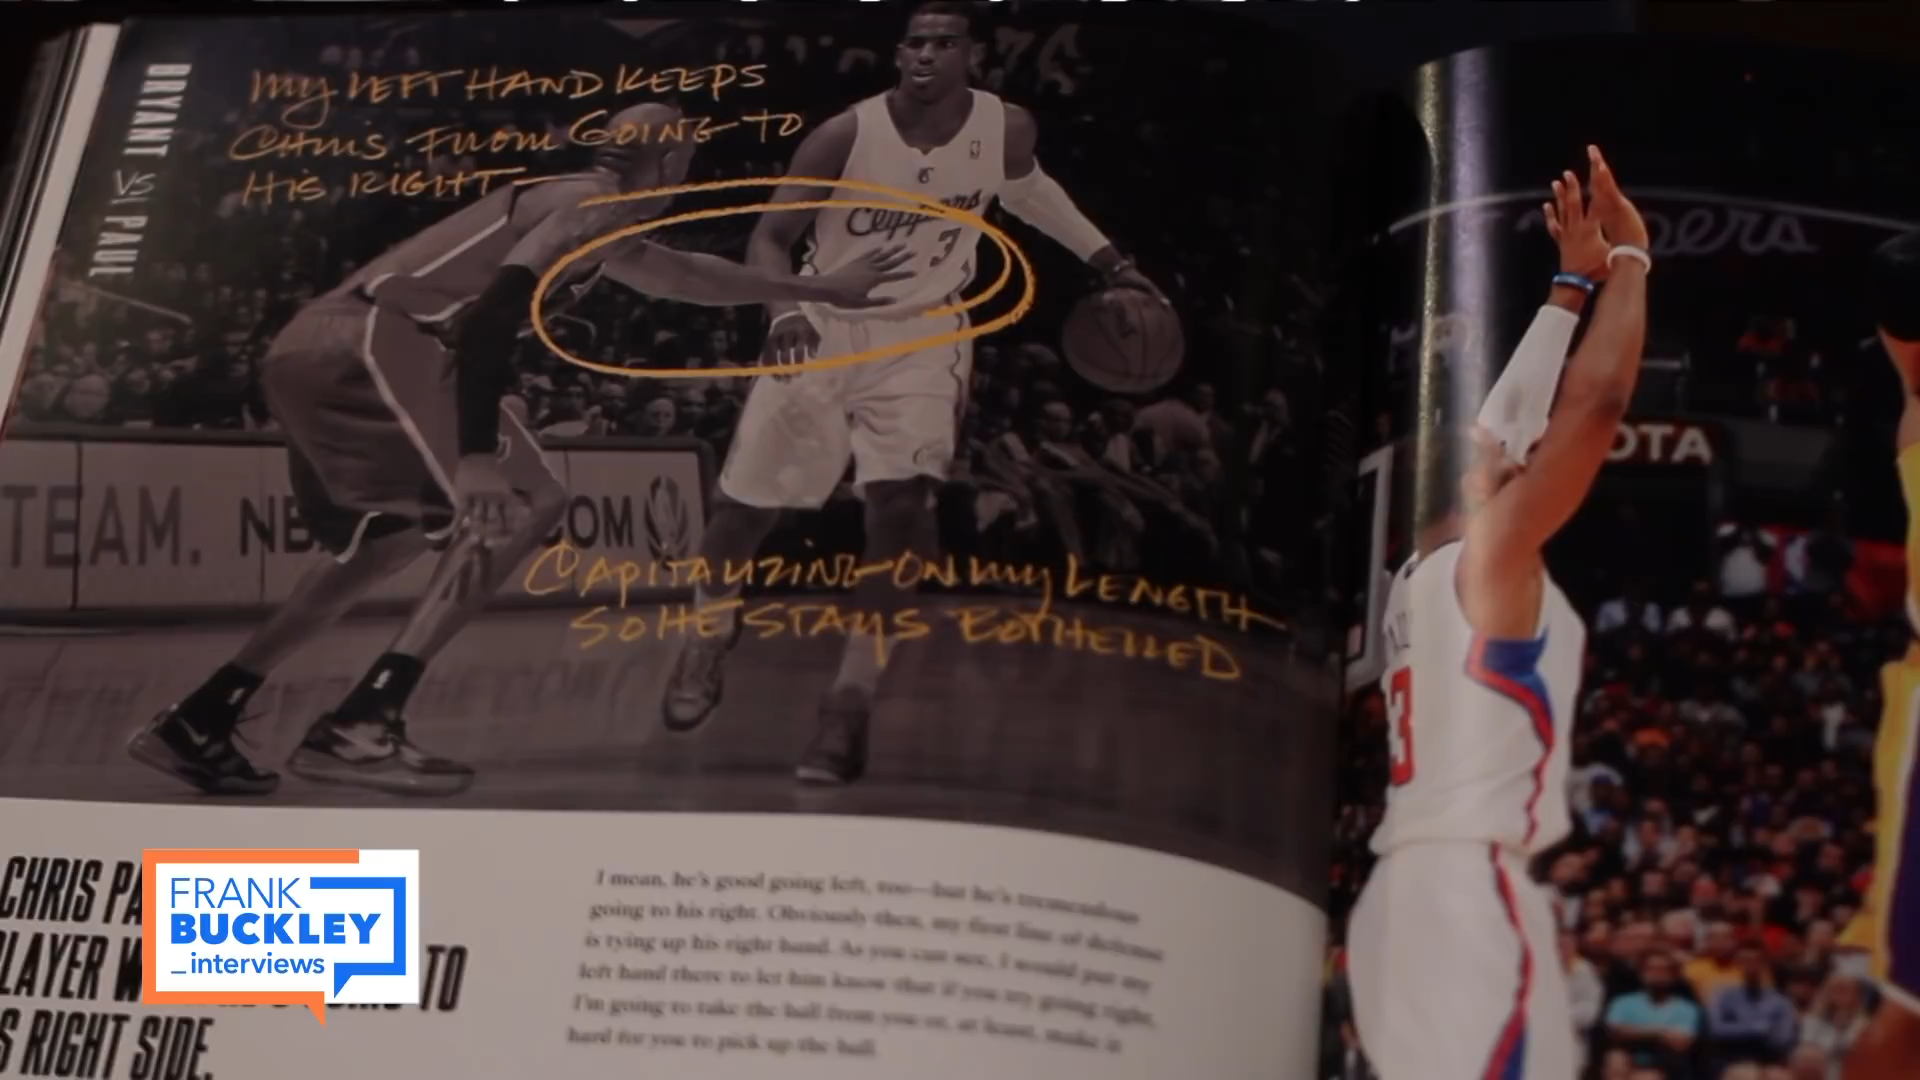 BRYANT VS PAUL
My LEFT HAND KEEPS
CHRIS FROM GOING TO
HIS RIGHT
Clippers
3
TEAM. NB
COM
CAPITALIZING ON my LENGTH
SO HE STAYS BOTHERED
CHRIS PA
LAYER W
TO
S RIGHT SIDE.
I mean, he's good going left, too—but he's tremendous
going to his right. Obviously then, my first line of defense
is tying up his right hand. As you can see, I would put my
left hand there to let him know that if you try going right,
I'm going to take the ball from you or, at least, make it
hard for you to pick up the ball.
ppers
OTA
3
FRANK
BUCKLEY
_interviews